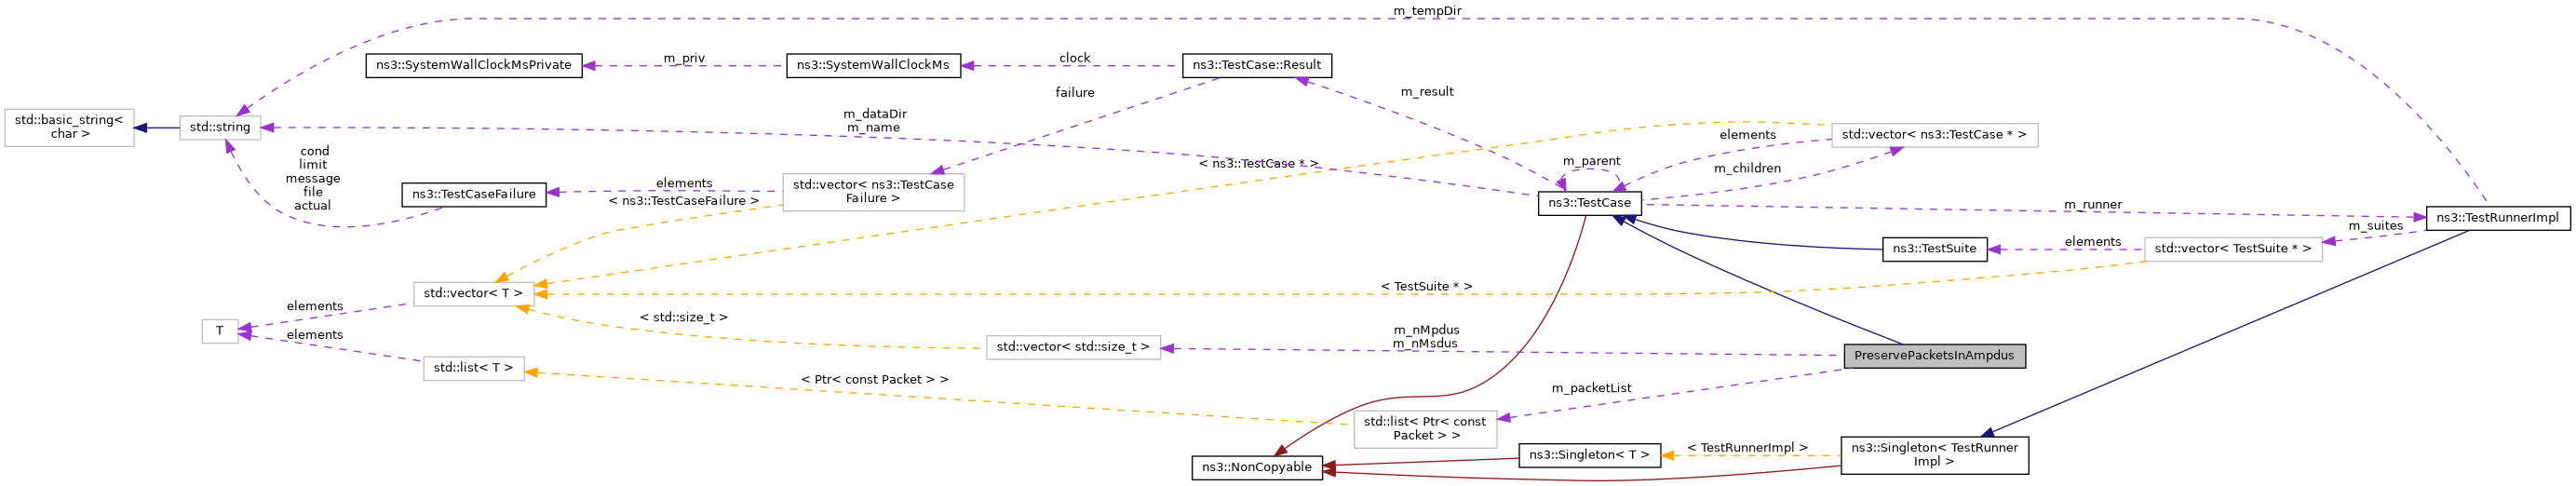 m_tempDir
ns3::SystemWallClockMsPrivate
m_priv
ns3::SystemWallClockMs
clock
ns3::TestCase::Result
failure
m_result
std::basic_string<
char >
std::string
m_dataDir
m_name
cond
limit
message
file
actual
< ns3::TestCase * >
elements
std::vector< ns3::TestCase * >
m_parent
m_children
ns3::TestCaseFailure
elements
< ns3::TestCaseFailure >
std::vector< ns3::TestCase
Failure >
ns3::TestCase
m_runner
ns3::TestRunnerImpl
m_suites
ns3::TestSuite
elements
std::vector< TestSuite * >
std::vector< T >
< TestSuite * >
elements
T
elements
< std::size_t >
std::vector< std::size_t >
m_nMpdus
m_nMsdus
PreservePacketsInAmpdus
std::list< T >
< Ptr< const Packet > >
m_packetList
std::list< Ptr< const
Packet > >
ns3::NonCopyable
ns3::Singleton< T >
< TestRunnerImpl >
ns3::Singleton< TestRunner
Impl >